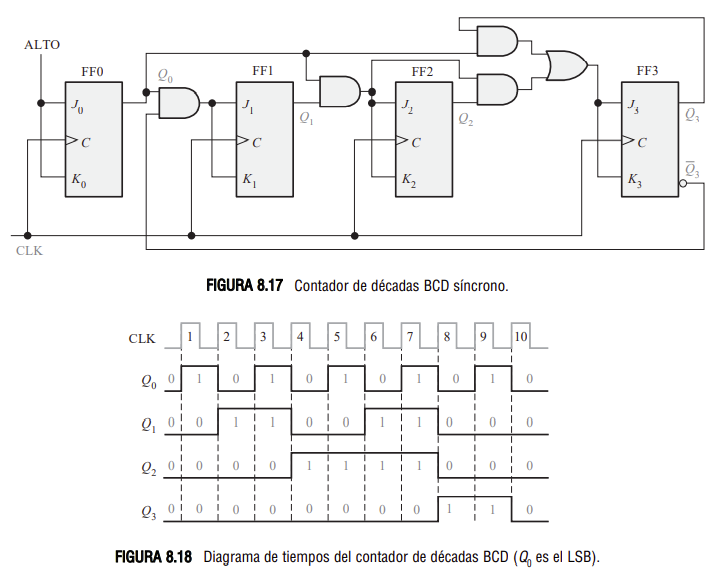 ALTO
FF0 FF1 FF2 FF3
Q0
J0 J1 J2 J3
Q1 Q2 Q3
C C C C
Q̅3
K0 K1 K2 K3
CLK
FIGURA 8.17 Contador de décadas BCD síncrono.
CLK 1 2 3 4 5 6 7 8 9 10
Q0 0 1 0 1 0 1 0 1 0 1 0
Q1 0 0 1 1 0 0 1 1 0 0 0
Q2 0 0 0 0 1 1 1 1 0 0 0
Q3 0 0 0 0 0 0 0 0 1 1 0
FIGURA 8.18 Diagrama de tiempos del contador de décadas BCD (Q0 es el LSB).